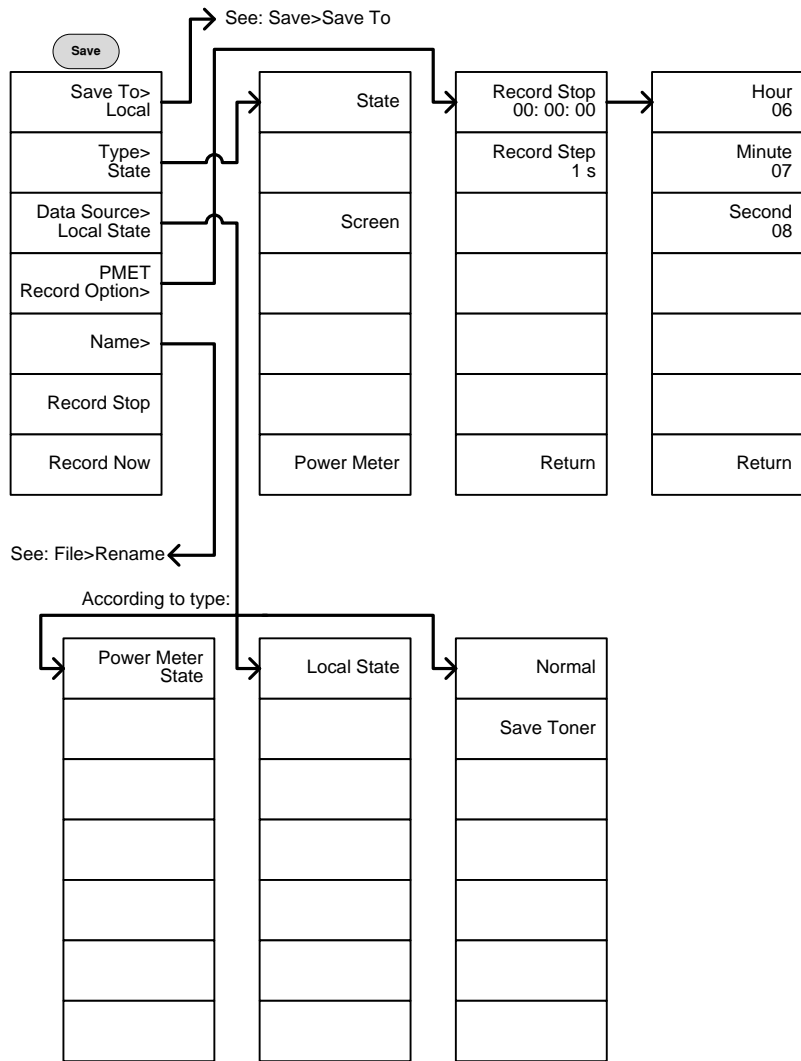 See: Save>Save To
Save
Save To>
Local
Type>
State
Data Source>
Local State
PMET
Record Option>
Name>
Record Stop
Record Now
State
Screen
Power Meter
Record Stop
00: 00: 00
Record Step
1 s
Return
Hour
06
Minute
07
Second
08
Return
See: File>Rename
According to type:
Power Meter
State
Local State
Normal
Save Toner